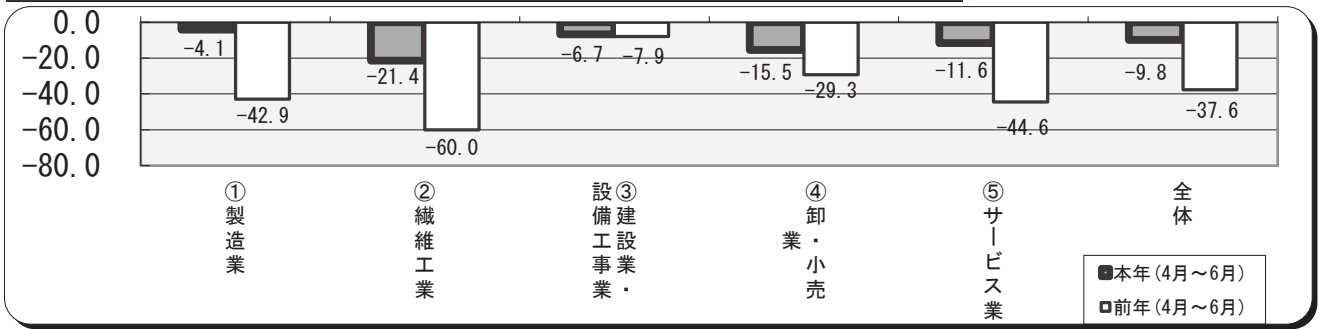 0.0
-20.0
-40.0
-60.0
-80.0
-4.1
-42.9
-21.4
-60.0
-6.7
-7.9
-15.5
-29.3
-11.6
-44.6
-9.8
-37.6
①製造業
②繊維工業
③建設業・
設備工事業
④卸・小売
業
⑤サービス業
全体
本年(4月～6月)
前年(4月～6月)